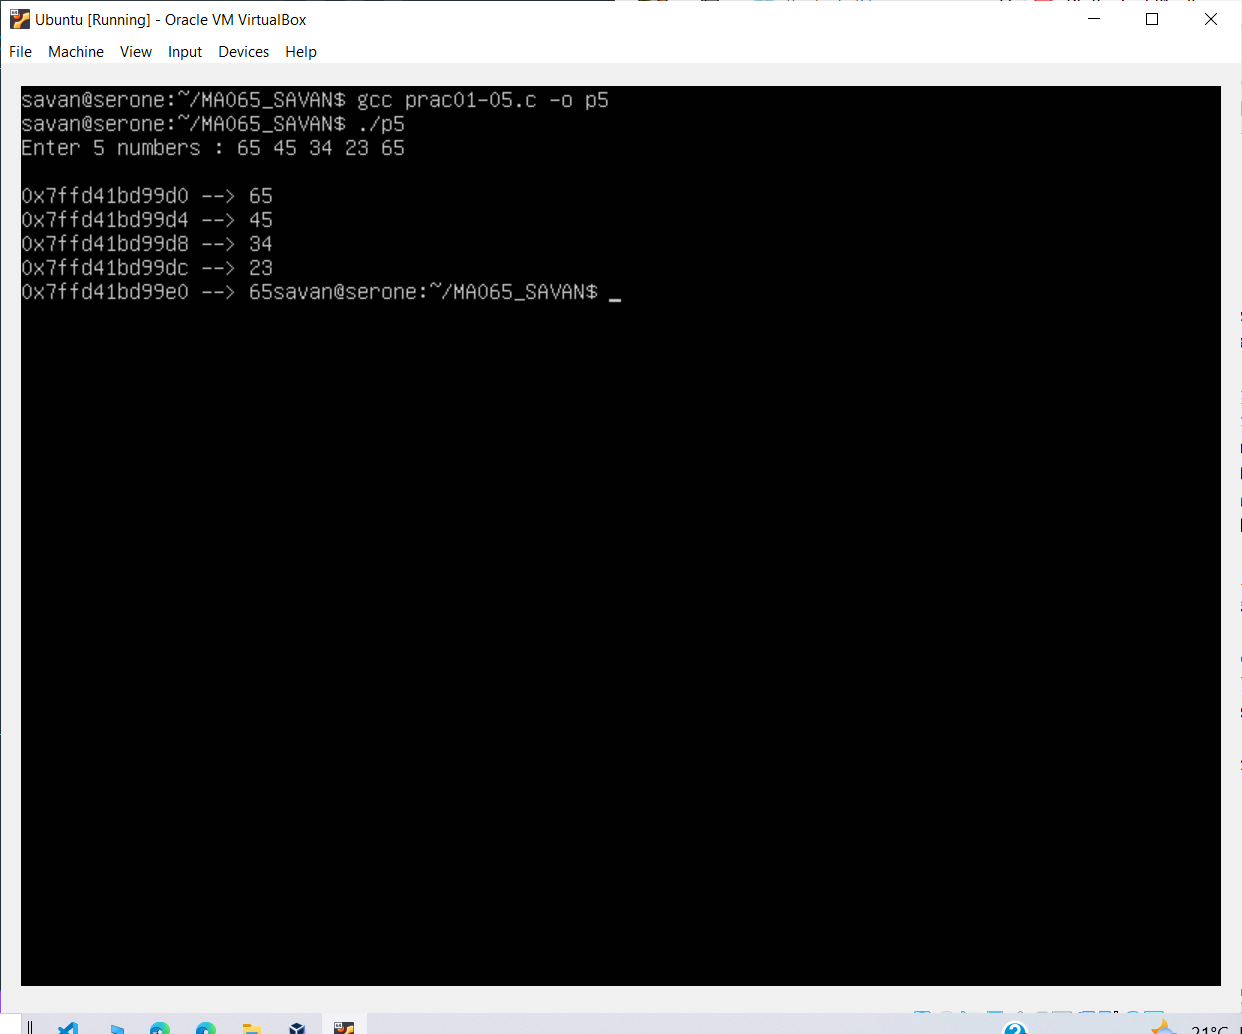 Ubuntu [Running] - Oracle VM VirtualBox
File Machine View Input Devices Help
savan@serone:~/MA065_SAVAN$ gcc prac01-05.c -o p5
savan@serone:~/MA065_SAVAN$ ./p5
Enter 5 numbers : 65 45 34 23 65
0x7ffd41bd99d0 --> 65
0x7ffd41bd99d4 --> 45
0x7ffd41bd99d8 --> 34
0x7ffd41bd99dc --> 23
0x7ffd41bd99e0 --> 65savan@serone:~/MA065_SAVAN$ _
21°C